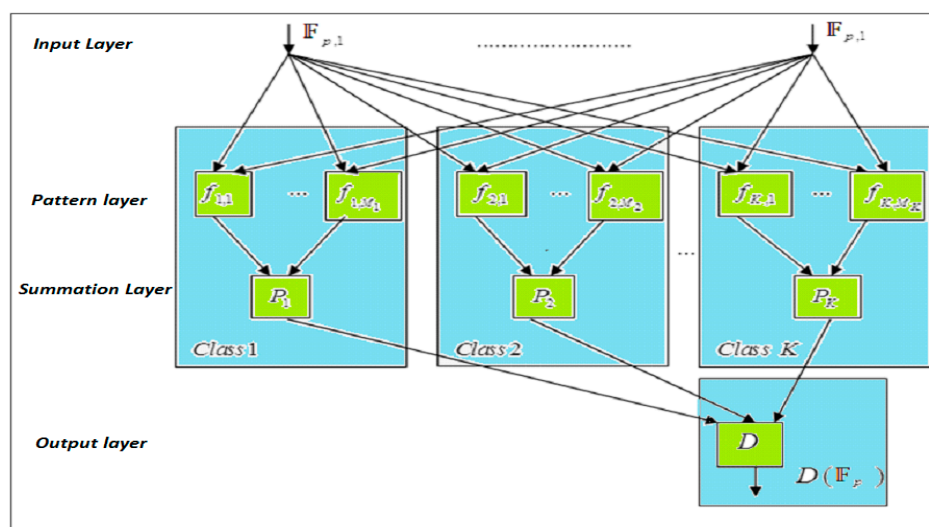 Input Layer 𝔽p,1 ........................ 𝔽p,1
Pattern layer f1,1 ... f1,M1 f2,1 ... f2,M2 fK,1 ... fK,MK
...
Summation Layer P1 P2 PK
Class 1 Class 2 Class K
Output layer D
D(𝔽p)